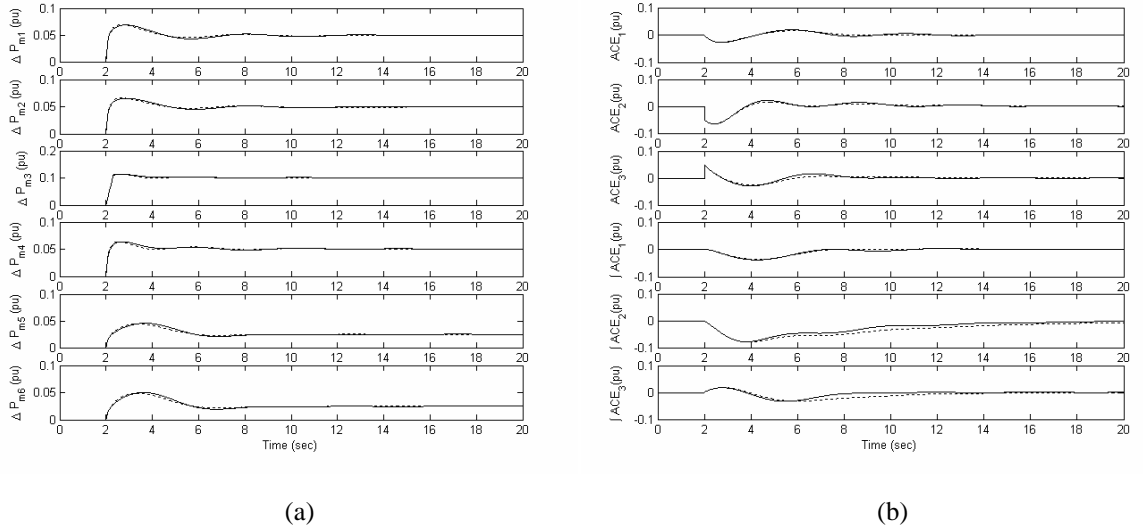 Δ P_m1 (pu)
0.1
0.05
0
0 2 4 6 8 10 12 14 16 18 20
Δ P_m2 (pu)
0.1
0.05
0
0 2 4 6 8 10 12 14 16 18 20
Δ P_m3 (pu)
0.2
0.1
0
0 2 4 6 8 10 12 14 16 18 20
Δ P_m4 (pu)
0.1
0.05
0
0 2 4 6 8 10 12 14 16 18 20
Δ P_m5 (pu)
0.1
0.05
0
0 2 4 6 8 10 12 14 16 18 20
Δ P_m6 (pu)
0.1
0.05
0
0 2 4 6 8 10 12 14 16 18 20
Time (sec)
(a)
ACE_1(pu)
0.1
0
-0.1
0 2 4 6 8 10 12 14 16 18 20
ACE_2(pu)
0.1
0
-0.1
0 2 4 6 8 10 12 14 16 18 20
ACE_3(pu)
0.1
0
-0.1
0 2 4 6 8 10 12 14 16 18 20
∫ ACE_1(pu)
0.1
0
-0.1
0 2 4 6 8 10 12 14 16 18 20
∫ ACE_2(pu)
0.1
0
-0.1
0 2 4 6 8 10 12 14 16 18 20
∫ ACE_3(pu)
0.1
0
-0.1
0 2 4 6 8 10 12 14 16 18 20
Time (sec)
(b)